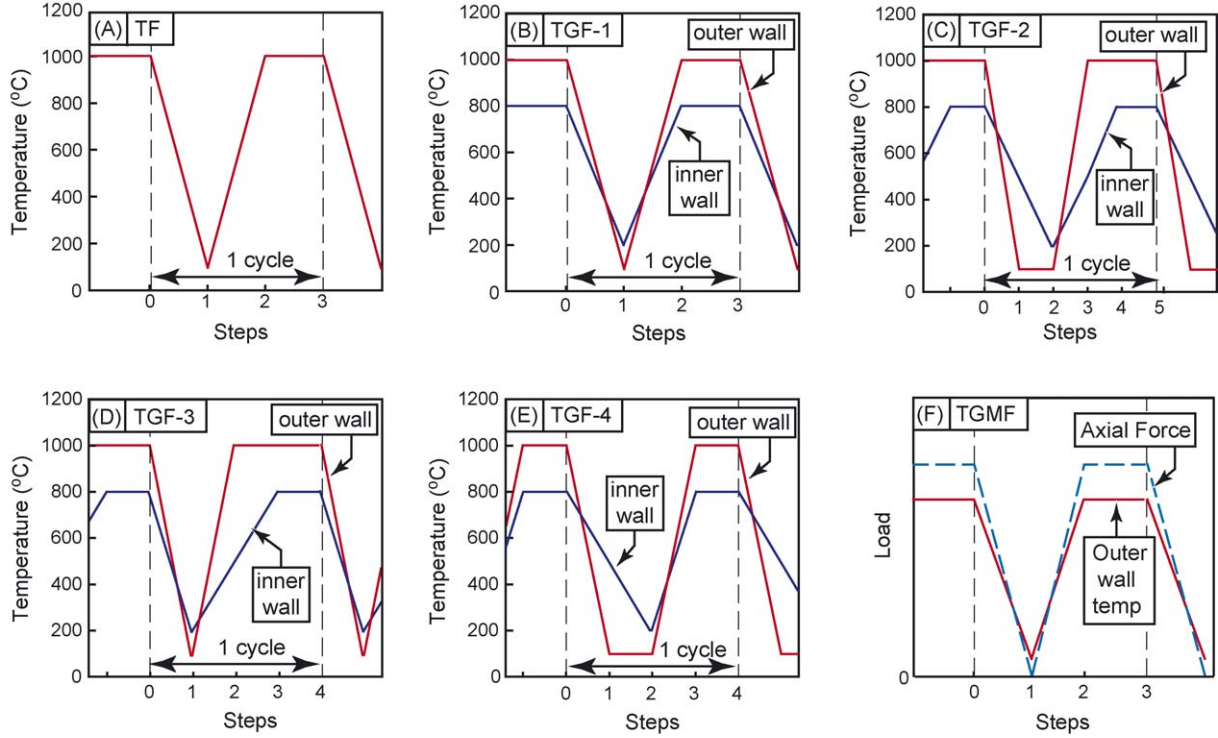 (A) TF
Temperature (ºC)
1200
1000
800
600
400
200
0
1 cycle
0 1 2 3
Steps
(B) TGF-1
outer wall
inner
wall
Temperature (ºC)
1200
1000
800
600
400
200
0
1 cycle
0 1 2 3
Steps
(C) TGF-2
outer wall
inner
wall
Temperature (ºC)
1200
1000
800
600
400
200
0
1 cycle
0 1 2 3 4 5
Steps
(D) TGF-3
outer wall
inner
wall
Temperature (ºC)
1200
1000
800
600
400
200
0
1 cycle
0 1 2 3 4
Steps
(E) TGF-4
outer wall
inner
wall
Temperature (ºC)
1200
1000
800
600
400
200
0
1 cycle
0 1 2 3 4
Steps
(F) TGMF
Axial Force
Outer
wall
temp
Load
0
0 1 2 3
Steps